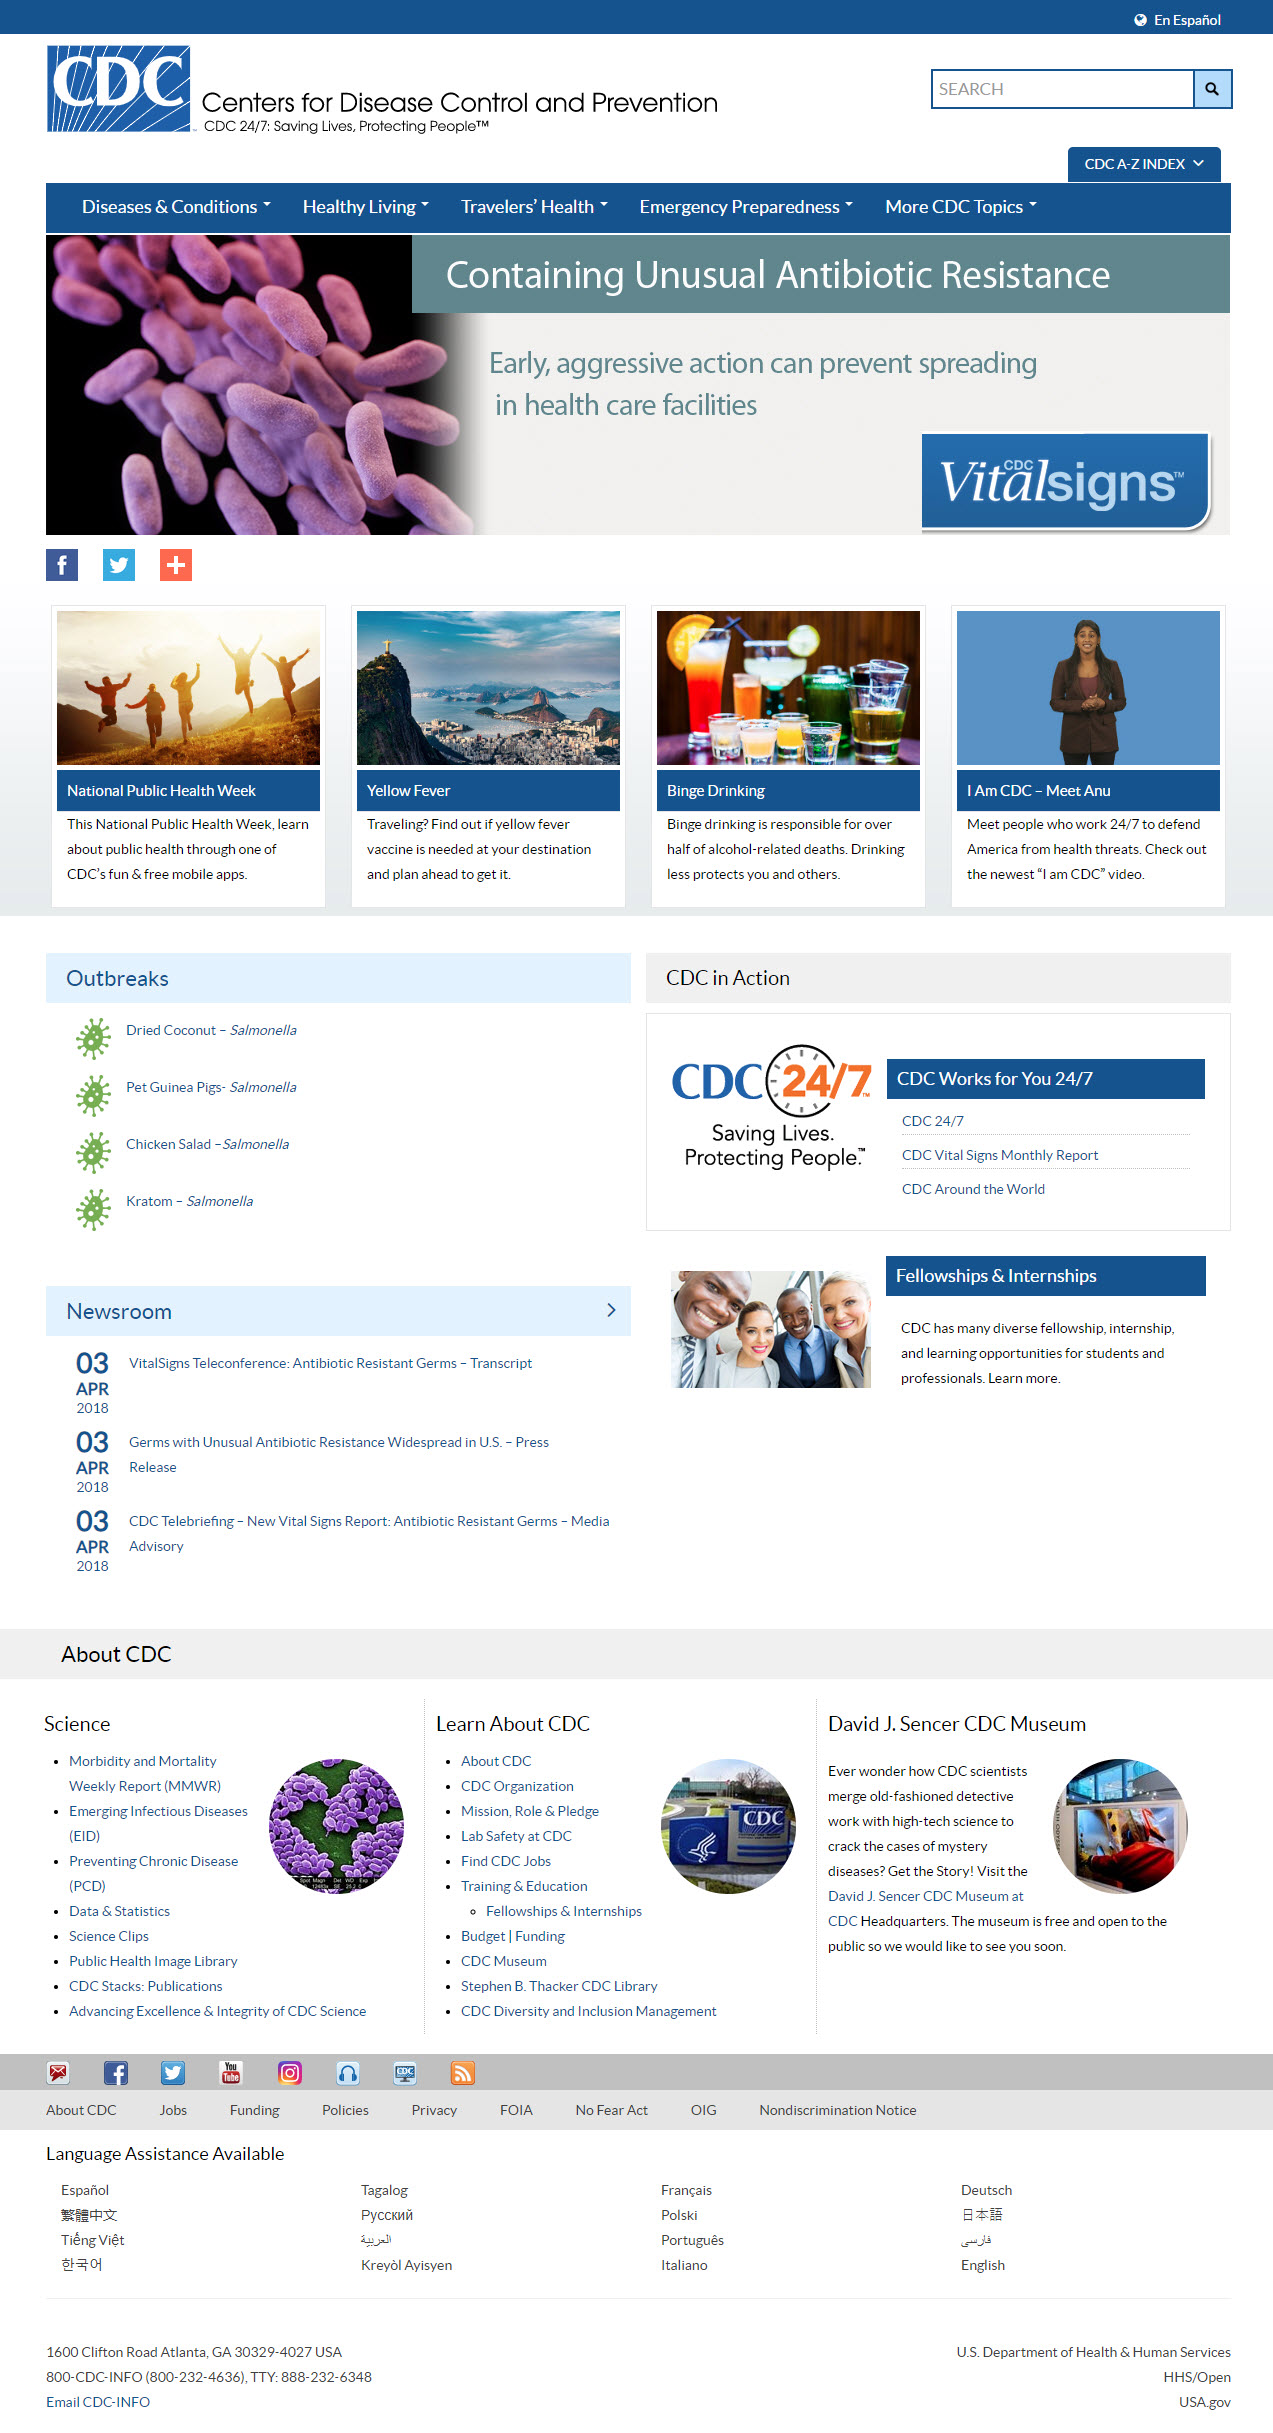 En Español
CDC
Centers for Disease Control and Prevention
CDC 24/7: Saving Lives, Protecting People™
SEARCH
CDC A-Z INDEX
Diseases & Conditions
Healthy Living
Travelers’ Health
Emergency Preparedness
More CDC Topics
Containing Unusual Antibiotic Resistance
Early, aggressive action can prevent spreading
in health care facilities
CDC
Vitalsigns™
National Public Health Week
This National Public Health Week, learn
about public health through one of
CDC’s fun & free mobile apps.
Yellow Fever
Traveling? Find out if yellow fever
vaccine is needed at your destination
and plan ahead to get it.
Binge Drinking
Binge drinking is responsible for over
half of alcohol-related deaths. Drinking
less protects you and others.
I Am CDC – Meet Anu
Meet people who work 24/7 to defend
America from health threats. Check out
the newest “I am CDC” video.
Outbreaks
Dried Coconut – Salmonella
Pet Guinea Pigs- Salmonella
Chicken Salad –Salmonella
Kratom – Salmonella
Newsroom
03
APR
2018
VitalSigns Teleconference: Antibiotic Resistant Germs – Transcript
03
APR
2018
Germs with Unusual Antibiotic Resistance Widespread in U.S. – Press
Release
03
APR
2018
CDC Telebriefing – New Vital Signs Report: Antibiotic Resistant Germs – Media
Advisory
CDC in Action
CDC 24/7™
Saving Lives.
Protecting People.™
CDC Works for You 24/7
CDC 24/7
CDC Vital Signs Monthly Report
CDC Around the World
Fellowships & Internships
CDC has many diverse fellowship, internship,
and learning opportunities for students and
professionals. Learn more.
About CDC
Science
Morbidity and Mortality
Weekly Report (MMWR)
Emerging Infectious Diseases
(EID)
Preventing Chronic Disease
(PCD)
Data & Statistics
Science Clips
Public Health Image Library
CDC Stacks: Publications
Advancing Excellence & Integrity of CDC Science
Learn About CDC
About CDC
CDC Organization
Mission, Role & Pledge
Lab Safety at CDC
Find CDC Jobs
Training & Education
Fellowships & Internships
Budget | Funding
CDC Museum
Stephen B. Thacker CDC Library
CDC Diversity and Inclusion Management
CDC
David J. Sencer CDC Museum
Ever wonder how CDC scientists
merge old-fashioned detective
work with high-tech science to
crack the cases of mystery
diseases? Get the Story! Visit the
David J. Sencer CDC Museum at
CDC Headquarters. The museum is free and open to the
public so we would like to see you soon.
You
Tube
CDC
About CDC
Jobs
Funding
Policies
Privacy
FOIA
No Fear Act
OIG
Nondiscrimination Notice
Language Assistance Available
Español
Tagalog
Français
Deutsch
繁體中文
Русский
Polski
日本語
Tiếng Việt
العربية
Português
فارسی
한국어
Kreyòl Ayisyen
Italiano
English
1600 Clifton Road Atlanta, GA 30329-4027 USA
800-CDC-INFO (800-232-4636), TTY: 888-232-6348
Email CDC-INFO
U.S. Department of Health & Human Services
HHS/Open
USA.gov